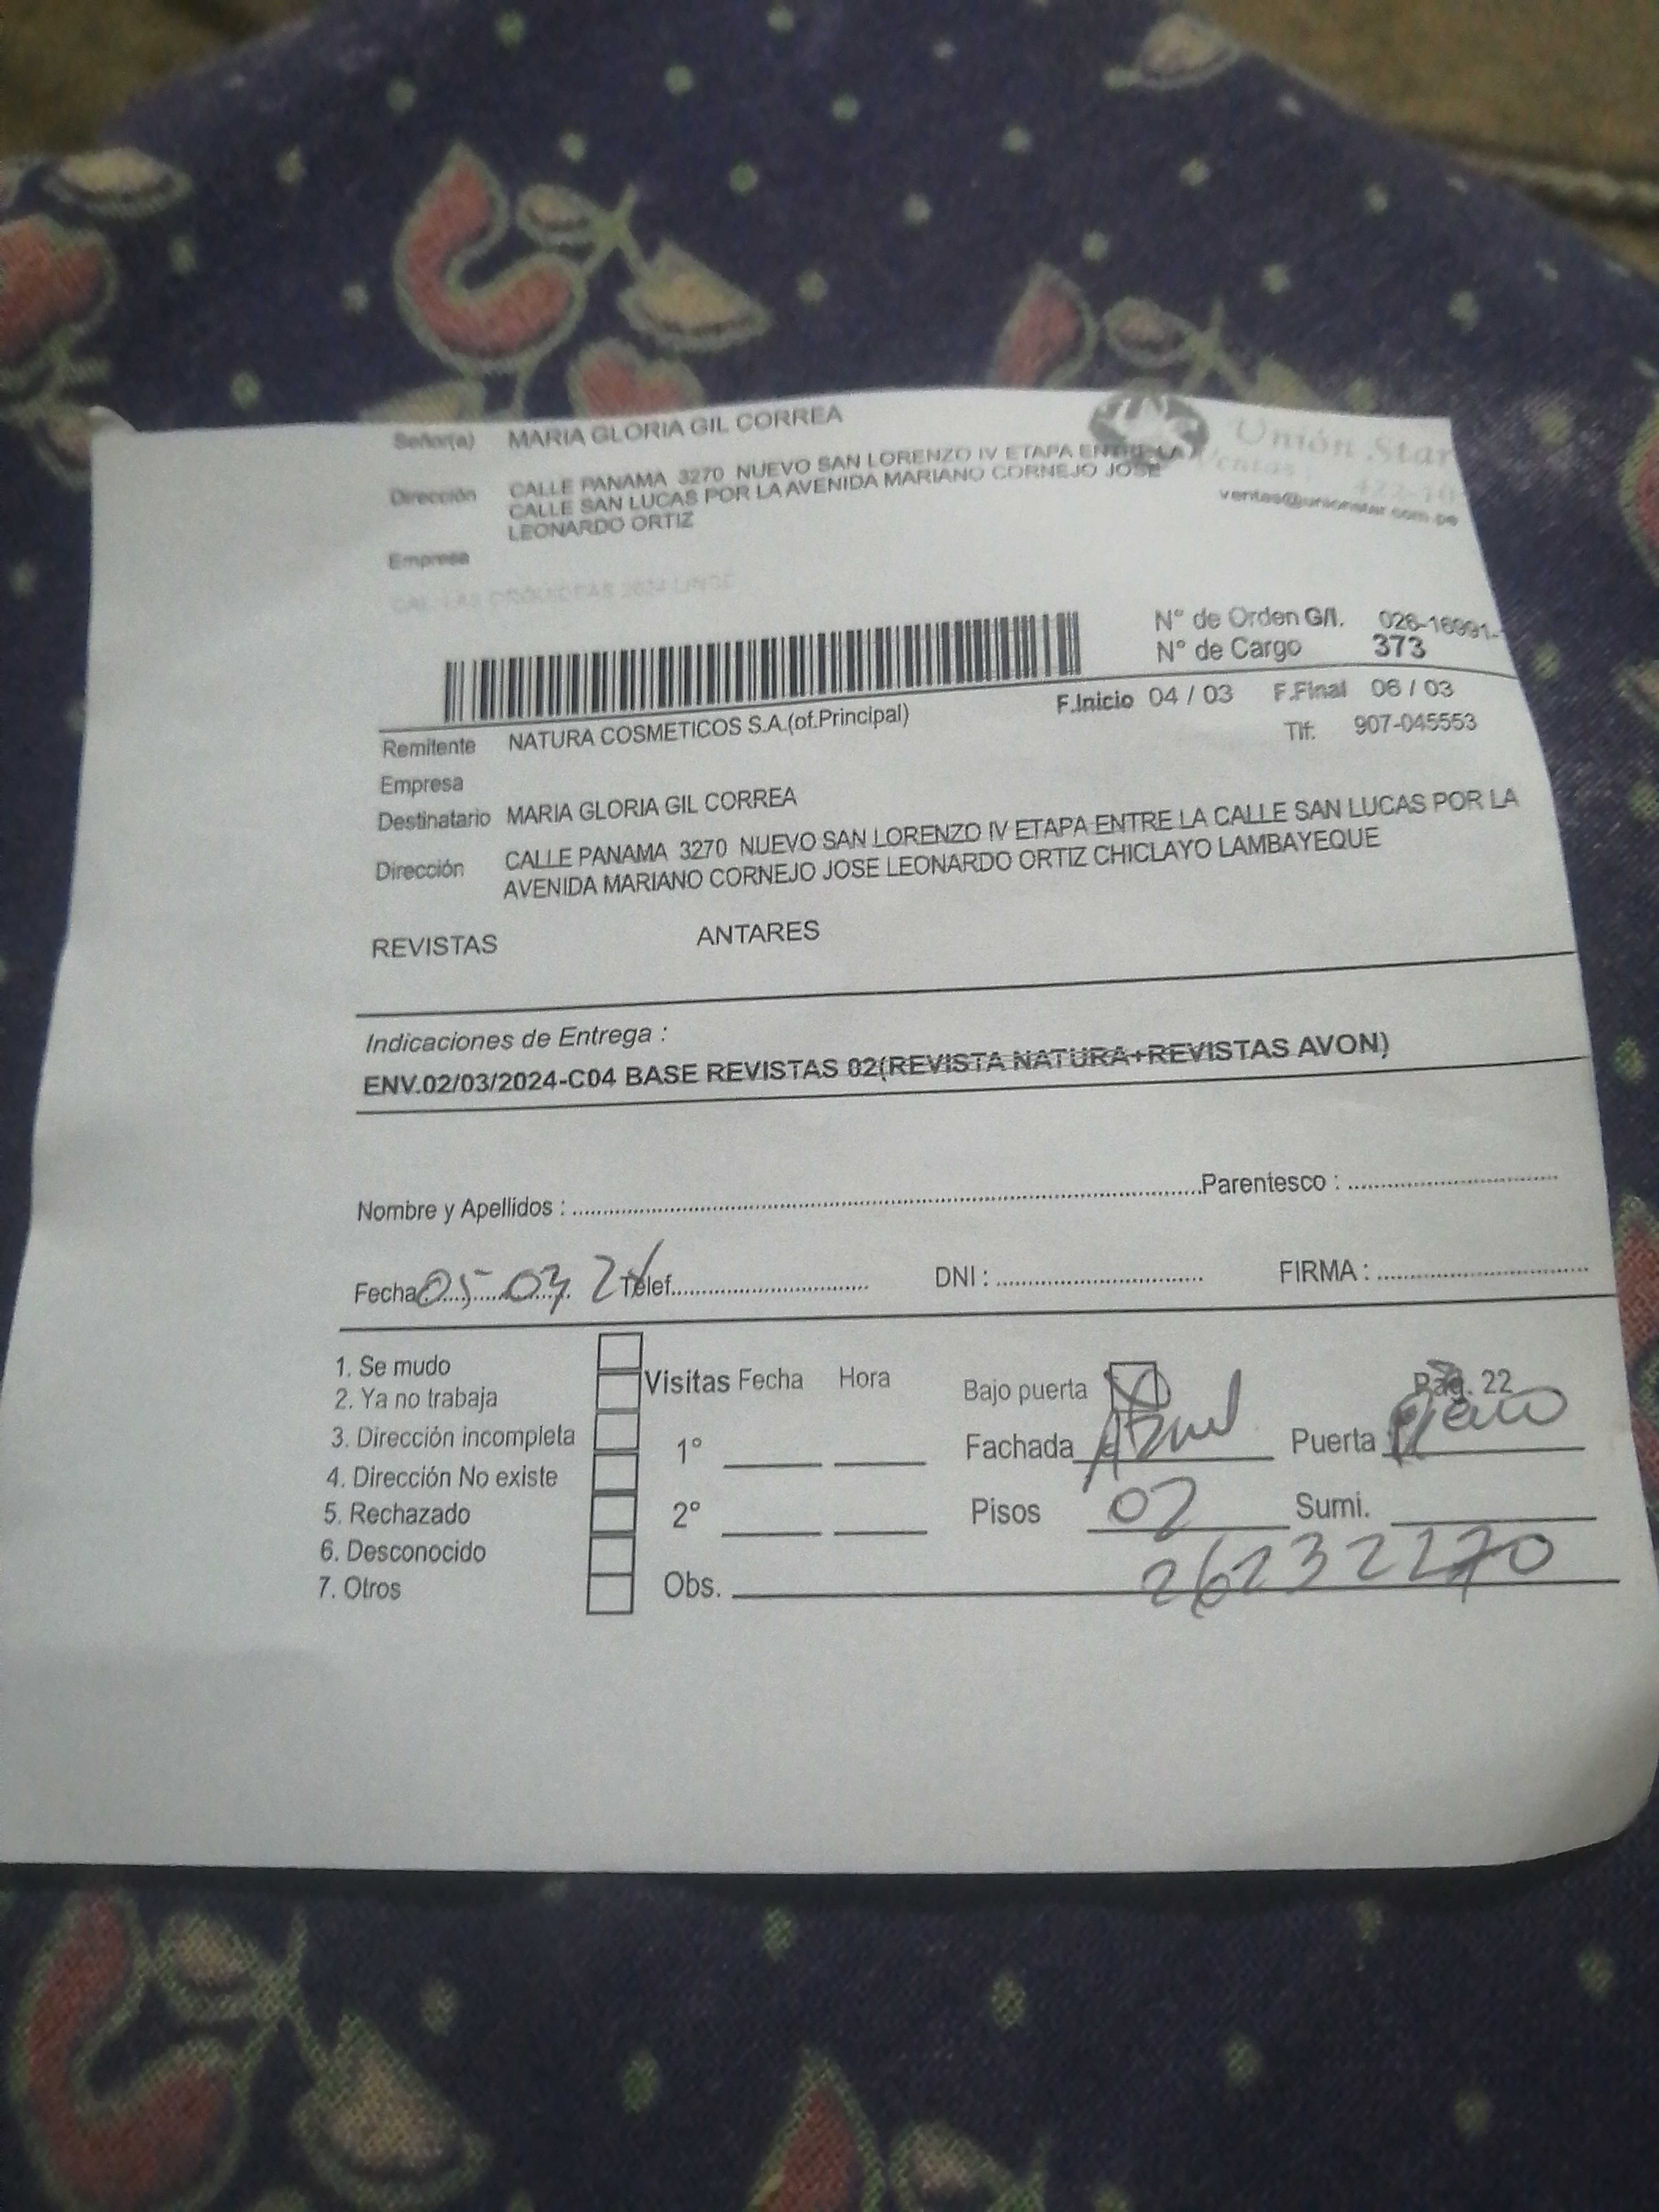 Señor(a) MARIA GLORIA GIL CORREA
Unión Star
Ventas
ventas@unionstar.com.pe
Dirección CALLE PANAMA 3270 NUEVO SAN LORENZO IV ETAPA ENTRE LA
CALLE SAN LUCAS POR LA AVENIDA MARIANO CORNEJO JOSE
LEONARDO ORTIZ
Empresa
N° de Orden G/I. 026-16991-
N° de Cargo 373
F.Inicio 04 / 03 F.Final 06 / 03
Remitente NATURA COSMETICOS S.A.(of.Principal) Tlf. 907-045553
Empresa
Destinatario MARIA GLORIA GIL CORREA
Dirección CALLE PANAMA 3270 NUEVO SAN LORENZO IV ETAPA ENTRE LA CALLE SAN LUCAS POR LA
AVENIDA MARIANO CORNEJO JOSE LEONARDO ORTIZ CHICLAYO LAMBAYEQUE
REVISTAS ANTARES
Indicaciones de Entrega :
ENV.02/03/2024-C04 BASE REVISTAS 02(REVISTA NATURA+REVISTAS AVON)
Nombre y Apellidos : Parentesco :
Fecha 05 03 24 Telef. DNI : FIRMA :
1. Se mudo
2. Ya no trabaja
3. Dirección incompleta
4. Dirección No existe
5. Rechazado
6. Desconocido
7. Otros
Visitas Fecha Hora
1°
2°
Obs.
Bajo puerta Pág. 22
Fachada Puerta
Pisos 02 Sumi.
26232270